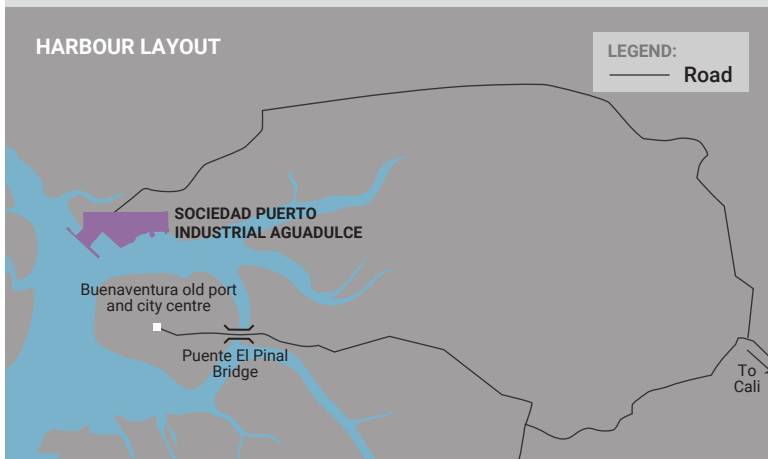 HARBOUR LAYOUT
LEGEND:
Road
SOCIEDAD PUERTO
INDUSTRIAL AGUADULCE
Buenaventura old port
and city centre
Puente El Pinal
Bridge
To
Cali